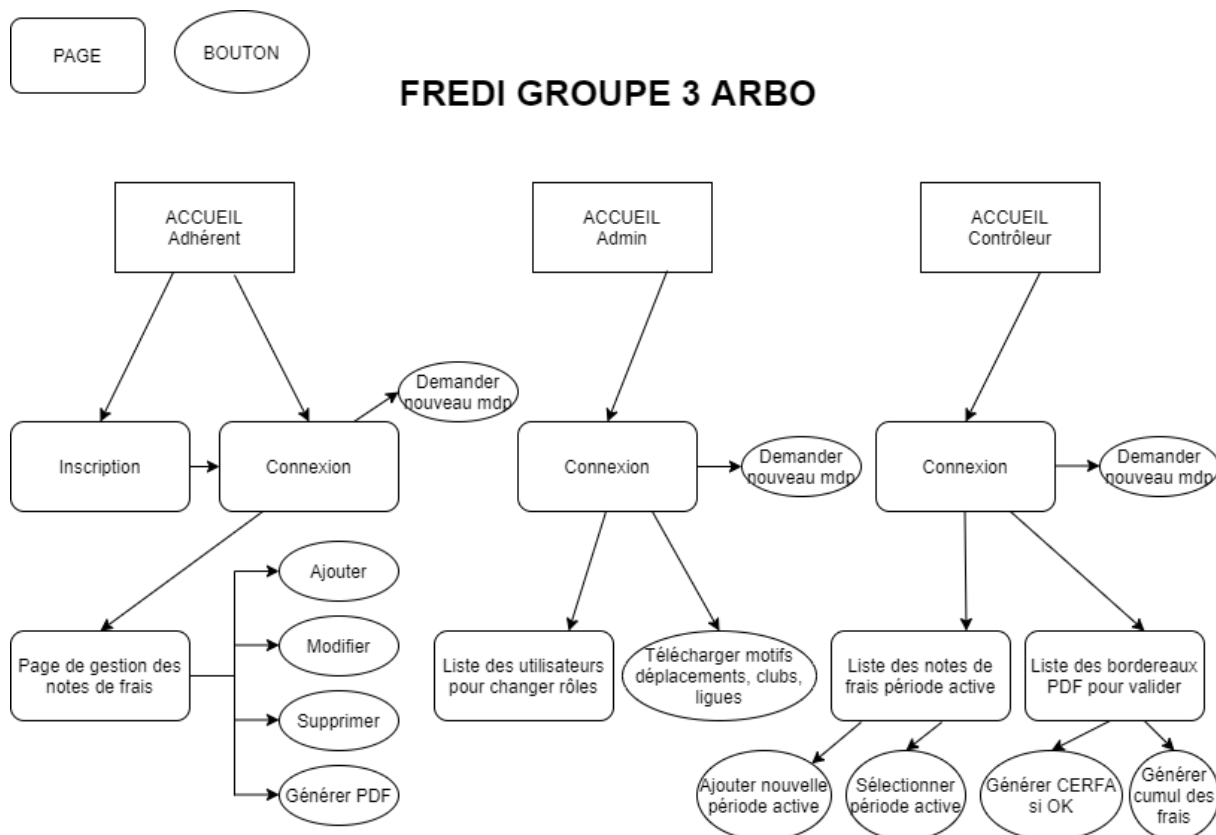 PAGE
BOUTON
FREDI GROUPE 3 ARBO
ACCUEIL
Adhérent
ACCUEIL
Admin
ACCUEIL
Contrôleur
Demander
nouveau mdp
Inscription
Connexion
Connexion
Demander
nouveau mdp
Connexion
Demander
nouveau mdp
Ajouter
Modifier
Supprimer
Générer PDF
Page de gestion des
notes de frais
Liste des utilisateurs
pour changer rôles
Télécharger motifs
déplacements, clubs,
ligues
Liste des notes de
frais période active
Liste des bordereaux
PDF pour valider
Ajouter nouvelle
période active
Sélectionner
période active
Générer CERFA
si OK
Générer
cumul des
frais